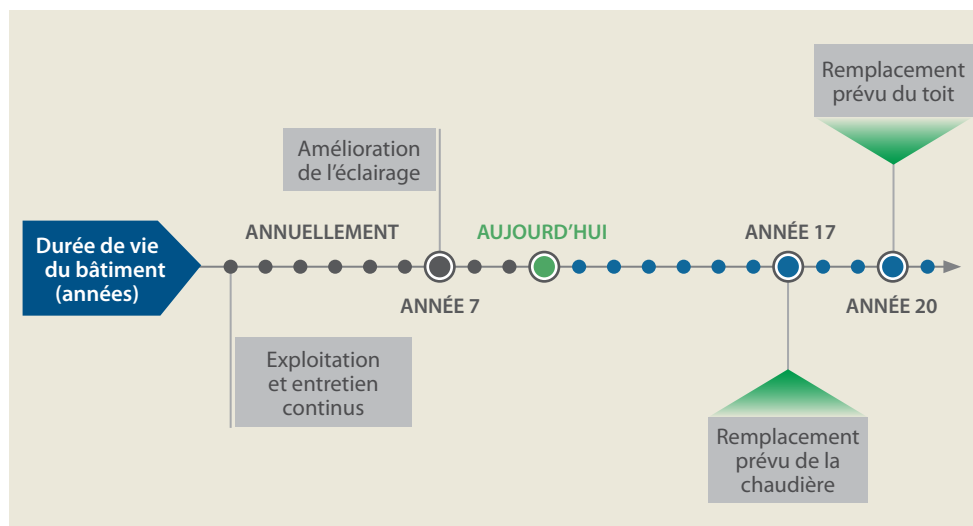 Remplacement
prévu du toit
Amélioration
de l'éclairage
Durée de vie
du bâtiment
(années)
ANNUELLEMENT
AUJOURD'HUI
ANNÉE 17
ANNÉE 7
ANNÉE 20
Exploitation
et entretien
continus
Remplacement
prévu de la
chaudière